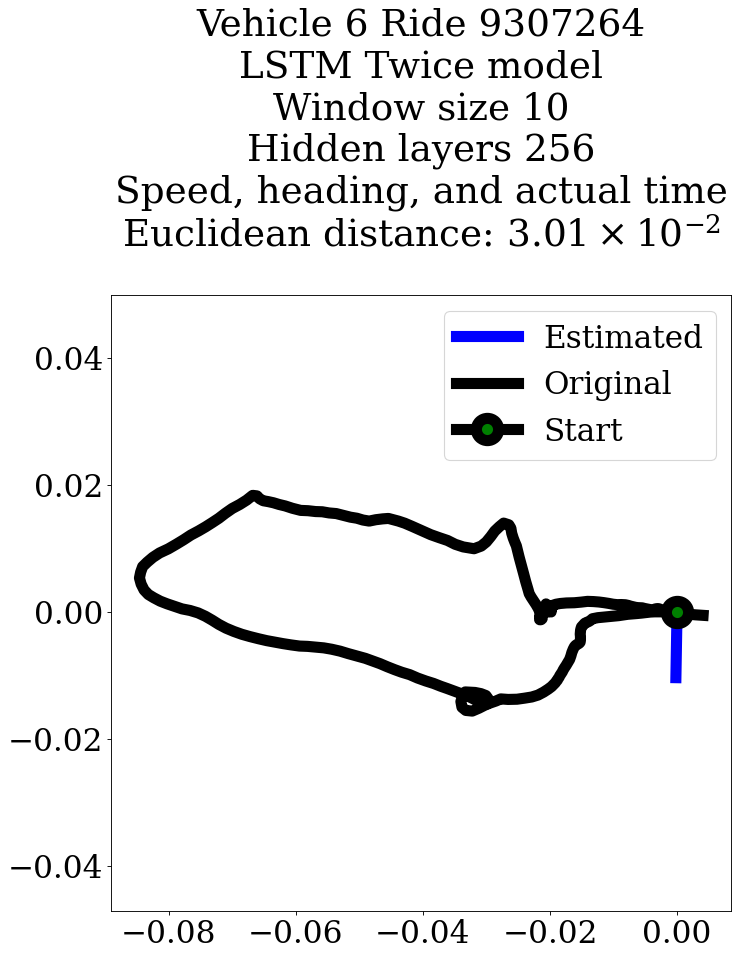 Vehicle 6 Ride 9307264
LSTM Twice model
Window size 10
Hidden layers 256
Speed, heading, and actual time
Euclidean distance: 3.01 × 10⁻²
Estimated
Original
Start
0.04
0.02
0.00
−0.02
−0.04
−0.08 −0.06 −0.04 −0.02 0.00